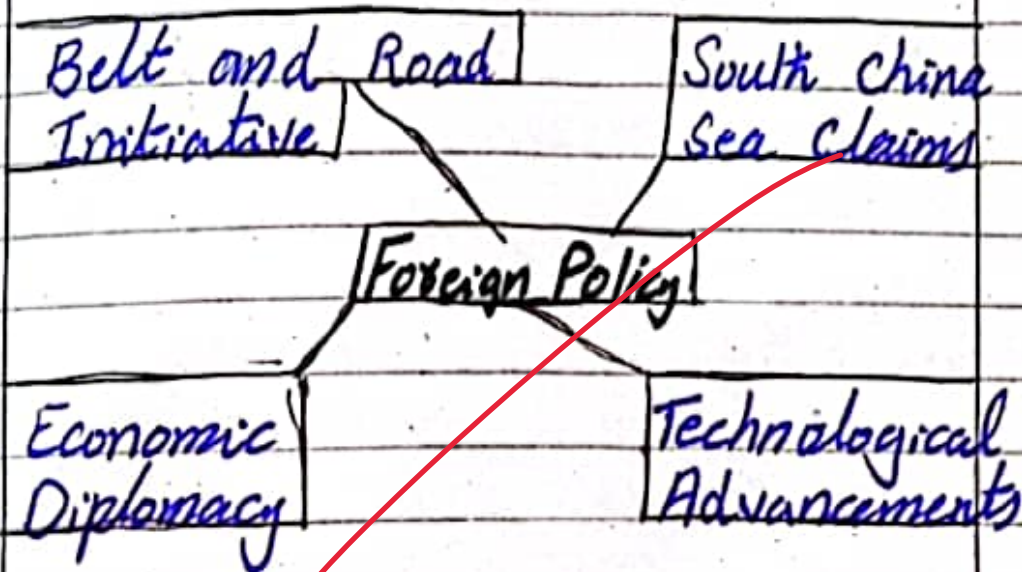 Belt and Road
Initiative
South China
Sea Claims
Foreign Policy
Economic
Diplomacy
Technological
Advancements